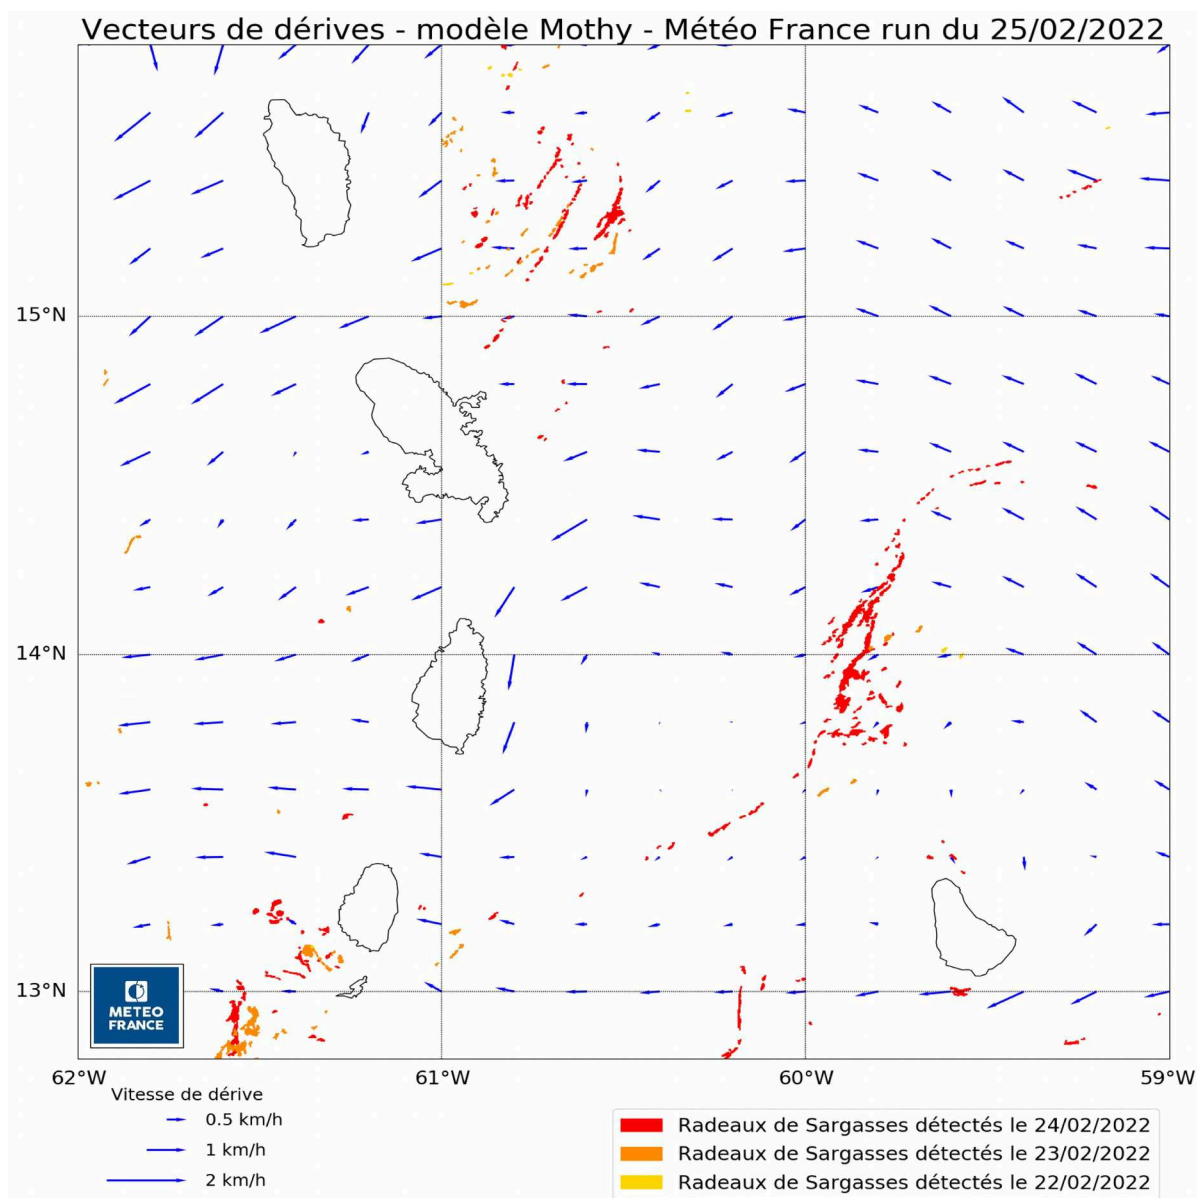 Vecteurs de dérives - modèle Mothy - Météo France run du 25/02/2022
15°N
14°N
13°N
METEO
FRANCE
62°W
61°W
60°W
59°W
Vitesse de dérive
0.5 km/h
1 km/h
2 km/h
Radeaux de Sargasses détectés le 24/02/2022
Radeaux de Sargasses détectés le 23/02/2022
Radeaux de Sargasses détectés le 22/02/2022